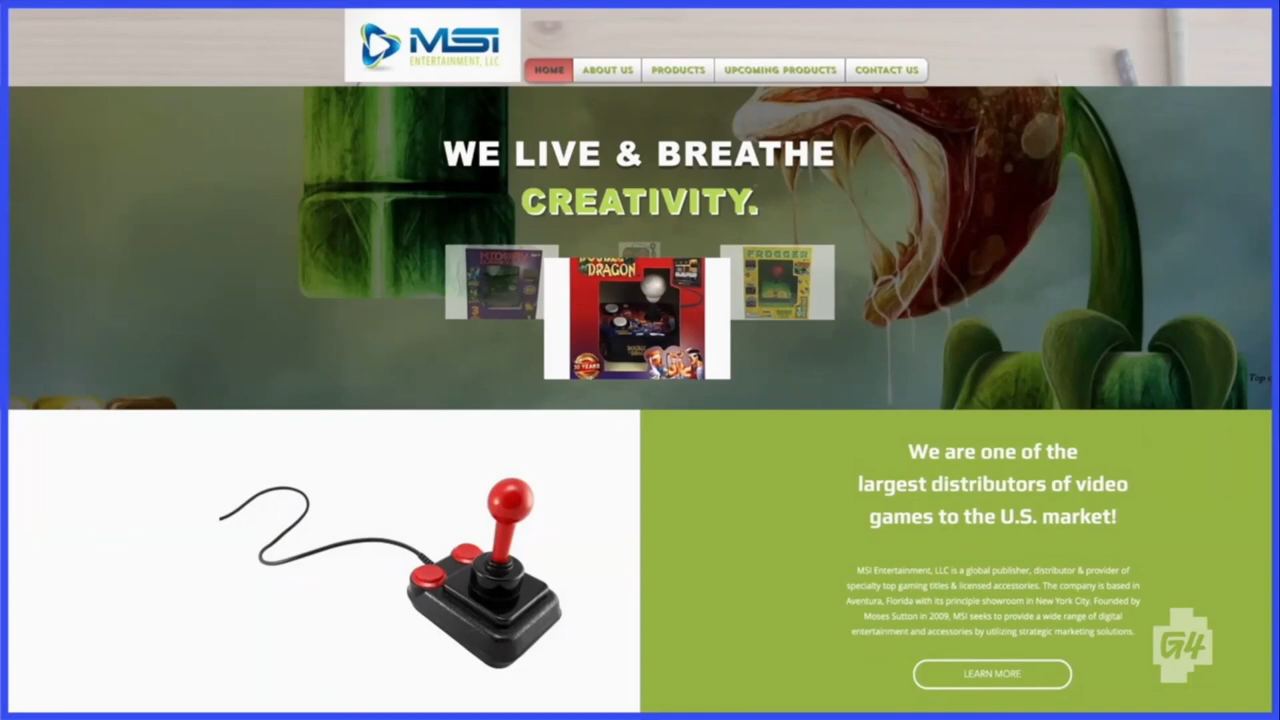 MSI
ENTERTAINMENT, LLC
HOME
ABOUT US
PRODUCTS
UPCOMING PRODUCTS
CONTACT US
WE LIVE & BREATHE
CREATIVITY.
DOUBLE
DRAGON
FROGGER
Top
We are one of the
largest distributors of video
games to the U.S. market!
MSI Entertainment, LLC is a global publisher, distributor & provider of
specialty top gaming titles & licensed accessories. The company is based in
Aventura, Florida with its principle showroom in New York City. Founded by
Moses Sutton in 2009, MSI seeks to provide a wide range of digital
entertainment and accessories by utilizing strategic marketing solutions.
LEARN MORE
G4